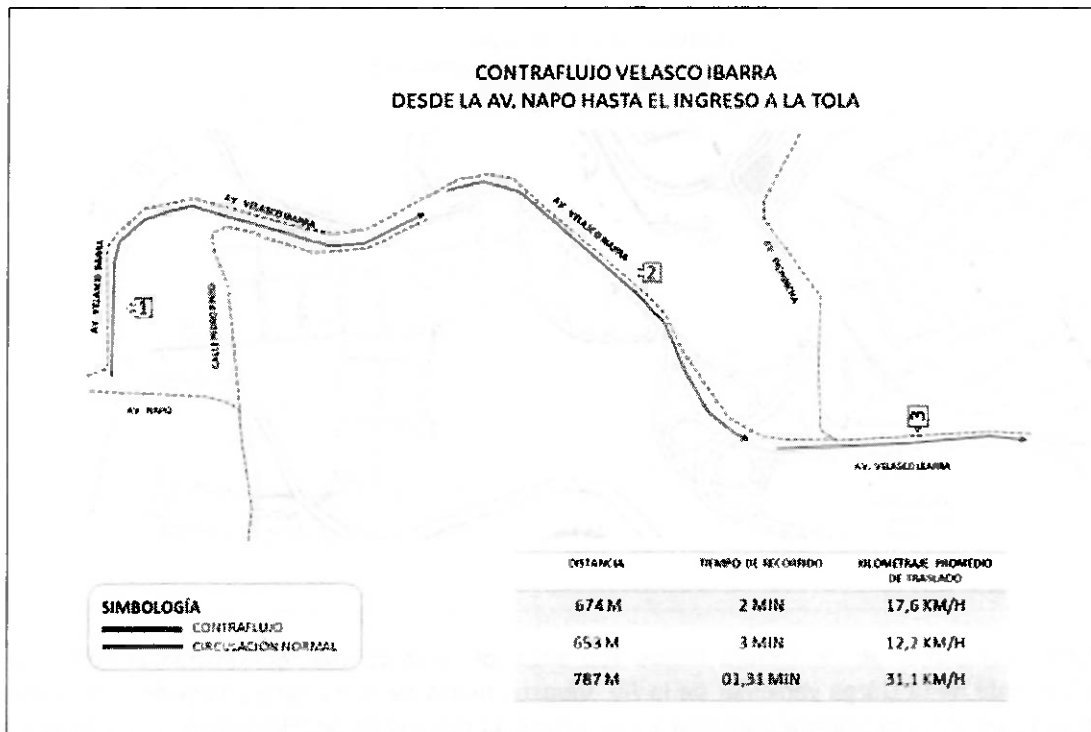 CONTRAFLUJO VELASCO IBARRA
DESDE LA AV. NAPO HASTA EL INGRESO A LA TOLA
AV. VELASCO IBARRA
AV. VELASCO IBARRA
AV. VELASCO IBARRA
1
2
3
AV. NAPO
AV. VELASCO IBARRA
DISTANCIA TIEMPO DE RECORRIDO KILOMETRAJE PROMEDIO
DE TRASLADO
674 M 2 MIN 17,6 KM/H
653 M 3 MIN 12,2 KM/H
787 M 01,31 MIN 31,1 KM/H
SIMBOLOGÍA
CONTRAFLUJO
CIRCULACIÓN NORMAL